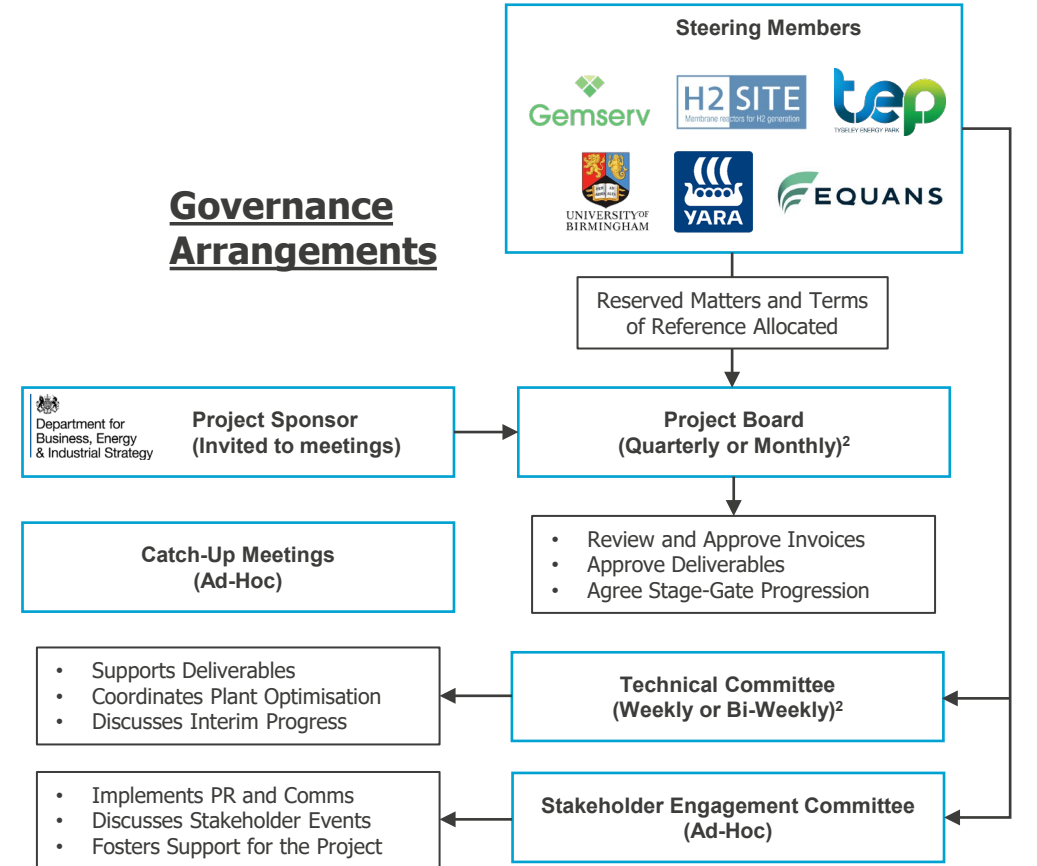 Steering Members
Gemserv
H2 SITE
Membrane reactors for H2 generation
tep
TYSELEY ENERGY PARK
UNIVERSITY OF
BIRMINGHAM
YARA
EQUANS
Governance
Arrangements
Reserved Matters and Terms
of Reference Allocated
Department for
Business, Energy
& Industrial Strategy
Project Sponsor
(Invited to meetings)
Project Board
(Quarterly or Monthly)²
Catch-Up Meetings
(Ad-Hoc)
• Review and Approve Invoices
• Approve Deliverables
• Agree Stage-Gate Progression
• Supports Deliverables
• Coordinates Plant Optimisation
• Discusses Interim Progress
Technical Committee
(Weekly or Bi-Weekly)²
• Implements PR and Comms
• Discusses Stakeholder Events
• Fosters Support for the Project
Stakeholder Engagement Committee
(Ad-Hoc)